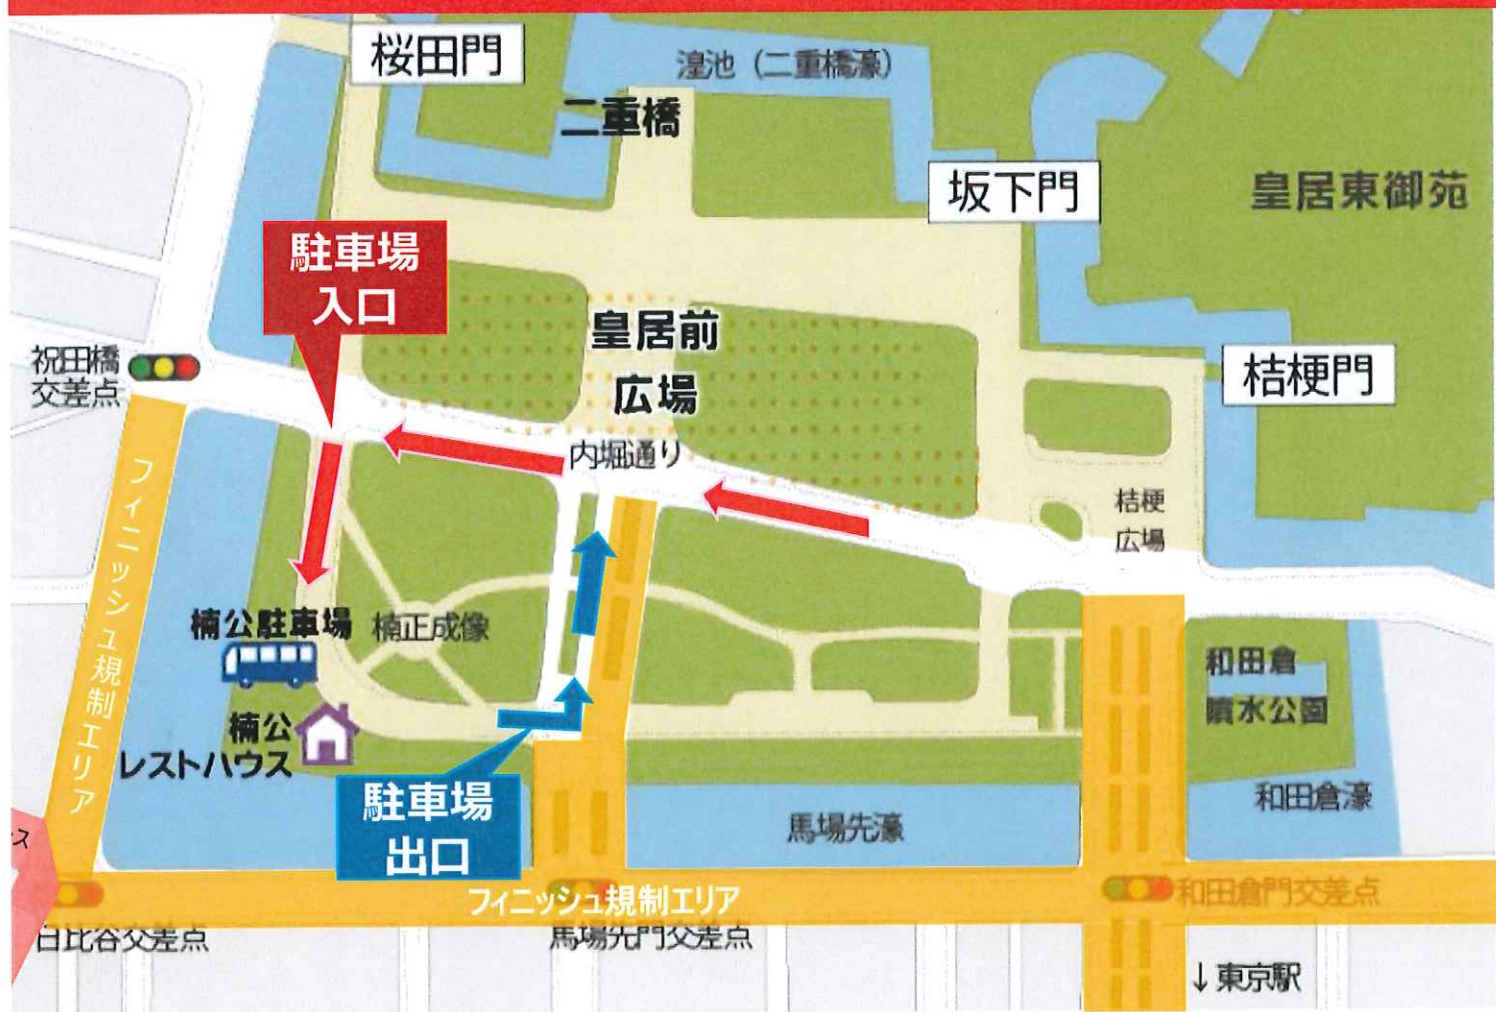 桜田門
湟池（二重橋濠）
二重橋
坂下門
皇居東御苑
駐車場
入口
皇居前
広場
祝田橋
交差点
桔梗門
内堀通り
桔梗
広場
フィニッシュ規制エリア
楠公駐車場
楠正成像
和田倉
噴水公園
楠公
レストハウス
駐車場
出口
馬場先濠
和田倉濠
ス
フィニッシュ規制エリア
和田倉門交差点
日比谷交差点
馬場先門交差点
↓東京駅